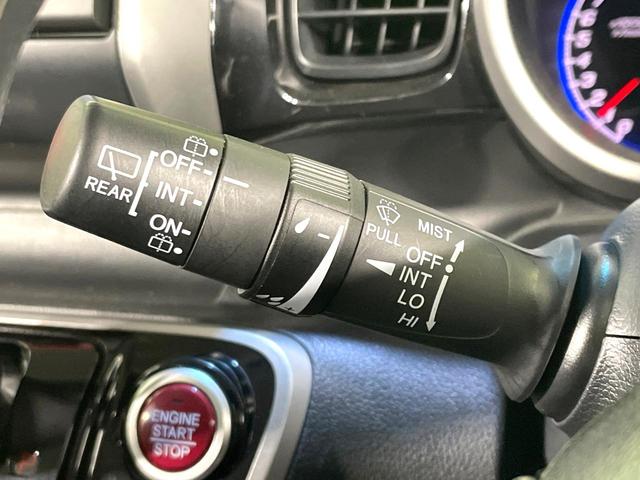 OFF
INT
ON
REAR
PULL
MIST
OFF
INT
LO
HI
ENGINE
START
STOP